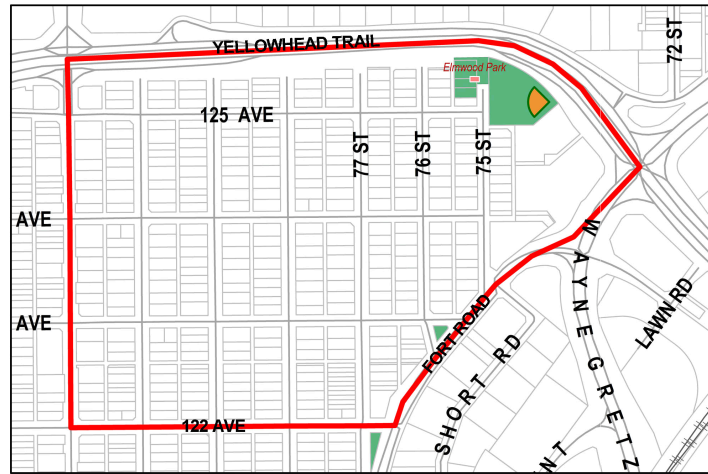 YELLOWHEAD TRAIL
72 ST
Elmwood Park
125 AVE
77 ST
76 ST
75 ST
AVE
WAYNE GRETZ
LAWN RD
AVE
FORT ROAD
SHORT RD
122 AVE
NT